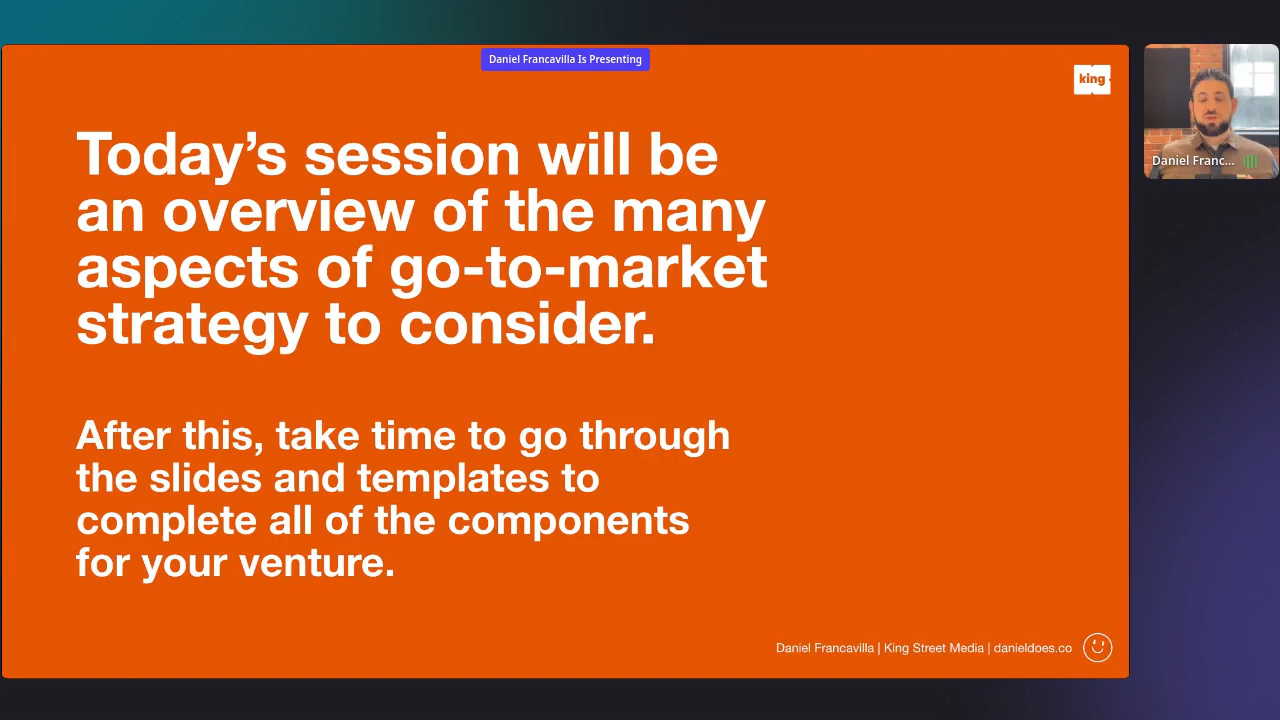 Daniel Francavilla Is Presenting
king
Today’s session will be
an overview of the many
aspects of go-to-market
strategy to consider.
After this, take time to go through
the slides and templates to
complete all of the components
for your venture.
Daniel Francavilla | King Street Media | danieldoes.co
Daniel Franc...